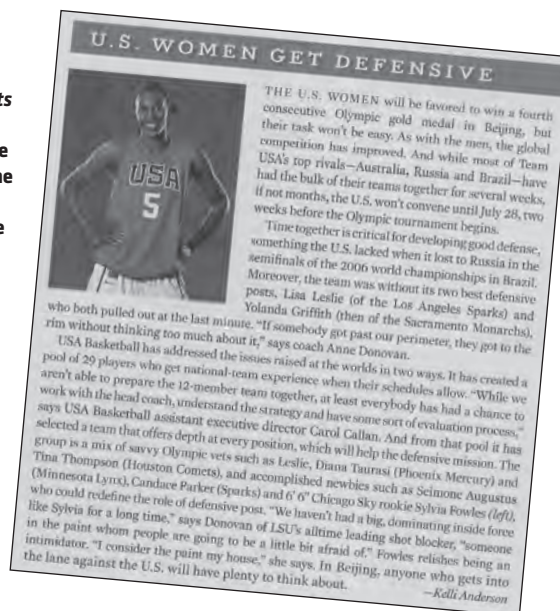 U.S. WOMEN GET DEFENSIVE
ts
e
ne
e
USA
5
THE U.S. WOMEN will be favored to win a fourth
consecutive Olympic gold medal in Beijing, but
their task won't be easy. As with the men, the global
competition has improved. And while most of Team
USA's top rivals—Australia, Russia and Brazil—have
had the bulk of their teams together for several weeks,
if not months, the U.S. won't convene until July 28, two
weeks before the Olympic tournament begins.
Time together is critical for developing good defense,
something the U.S. lacked when it lost to Russia in the
semifinals of the 2006 world championships in Brazil.
Moreover, the team was without its two best defensive
posts, Lisa Leslie (of the Los Angeles Sparks) and
Yolanda Griffith (then of the Sacramento Monarchs),
who both pulled out at the last minute. "If somebody got past our perimeter, they got to the
rim without thinking too much about it," says coach Anne Donovan.
USA Basketball has addressed the issues raised at the worlds in two ways. It has created a
pool of 29 players who get national-team experience when their schedules allow. "While we
aren't able to prepare the 12-member team together, at least everybody has had a chance to
work with the head coach, understand the strategy and have some sort of evaluation process,"
says USA Basketball assistant executive director Carol Callan. And from that pool it has
selected a team that offers depth at every position, which will help the defensive mission. The
group is a mix of savvy Olympic vets such as Leslie, Diana Taurasi (Phoenix Mercury) and
Tina Thompson (Houston Comets), and accomplished newbies such as Seimone Augustus
(Minnesota Lynx), Candace Parker (Sparks) and 6' 6" Chicago Sky rookie Sylvia Fowles (left),
who could redefine the role of defensive post. "We haven't had a big, dominating inside force
like Sylvia for a long time," says Donovan of LSU's alltime leading shot blocker, "someone
in the paint whom people are going to be a little bit afraid of." Fowles relishes being an
intimidator. "I consider the paint my house," she says. In Beijing, anyone who gets into
the lane against the U.S. will have plenty to think about.
—Kelli Anderson